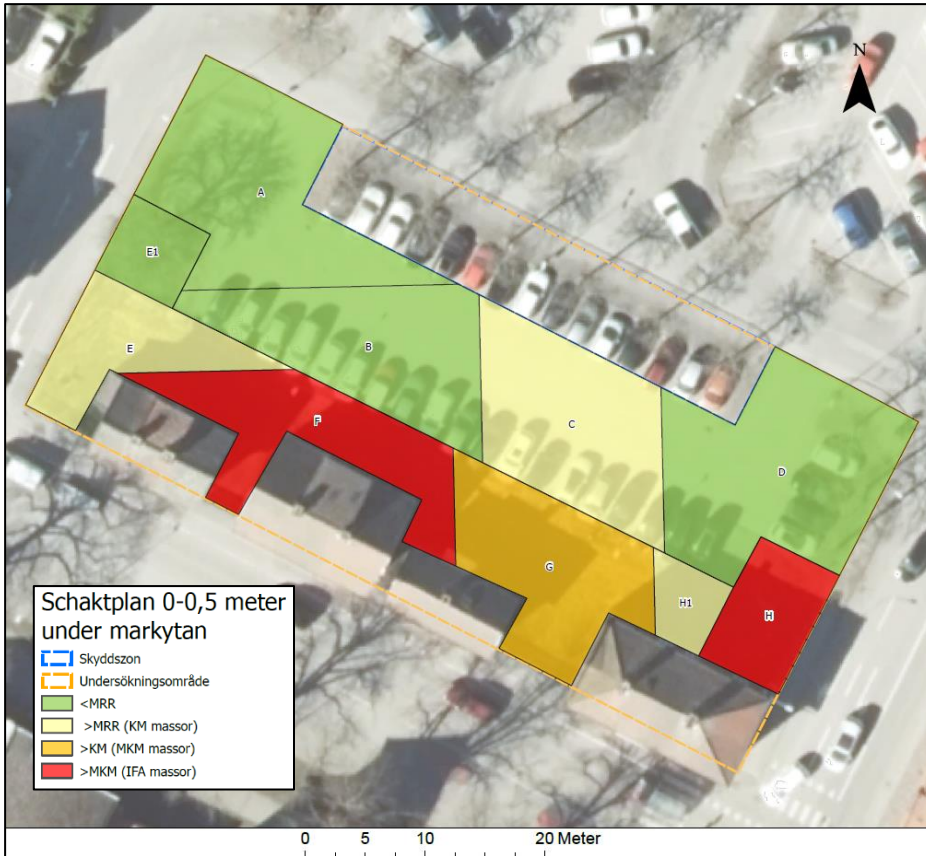 N
A
E1
B
E
C
F
D
G
H1
H
Schaktplan 0-0,5 meter
under markytan
Skyddszon
Undersökningsområde
<MRR
>MRR (KM massor)
>KM (MKM massor)
>MKM (IFA massor)
0 5 10 20 Meter